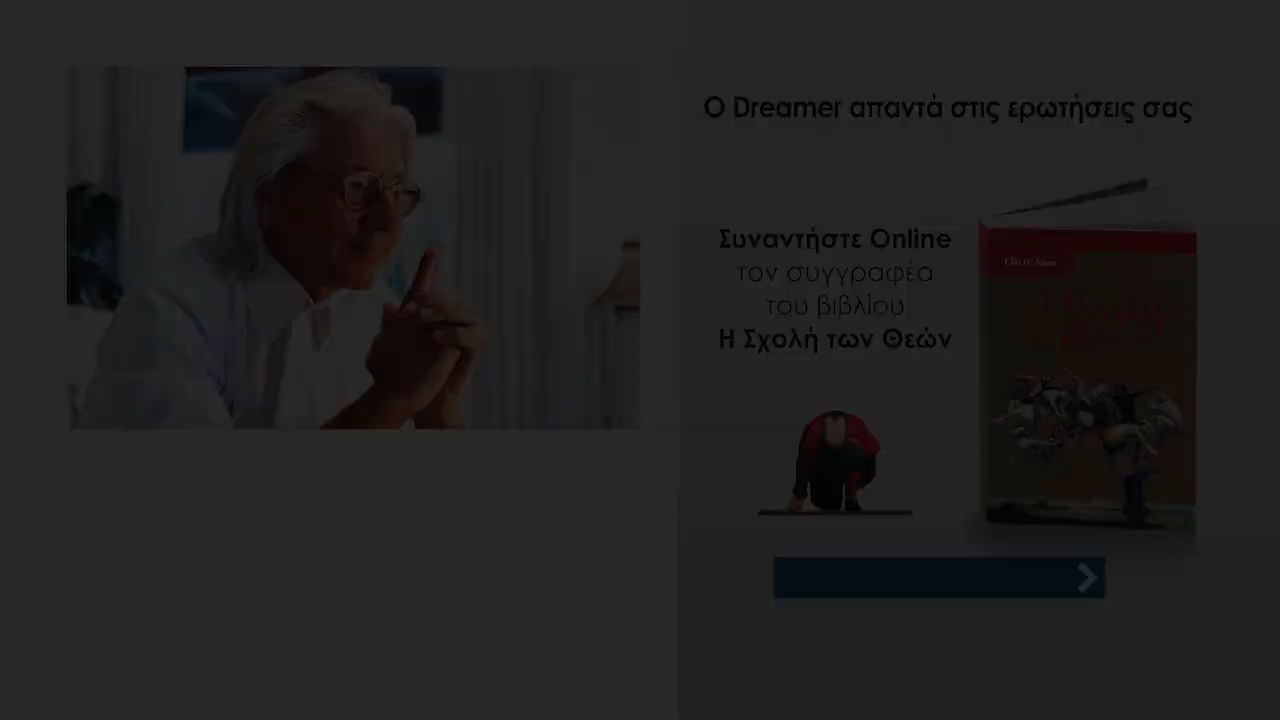 Ο Dreamer απαντά στις ερωτήσεις σας
Συναντήστε Online
τον συγγραφέα
του βιβλίου
Η Σχολή των Θεών